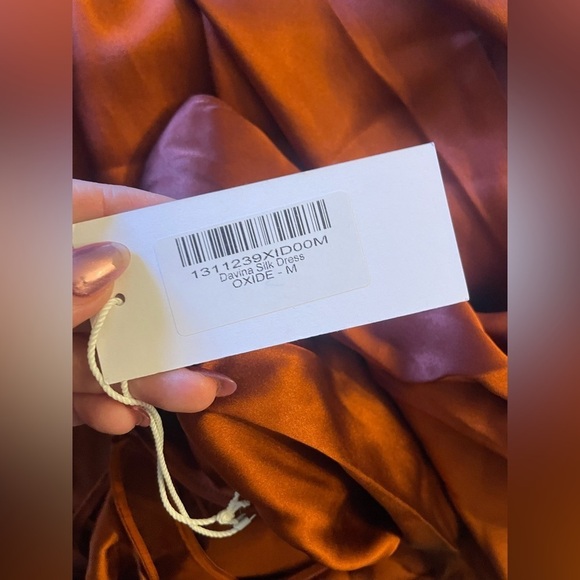 1311239XID00M
Davina Silk Dress
OXIDE - M